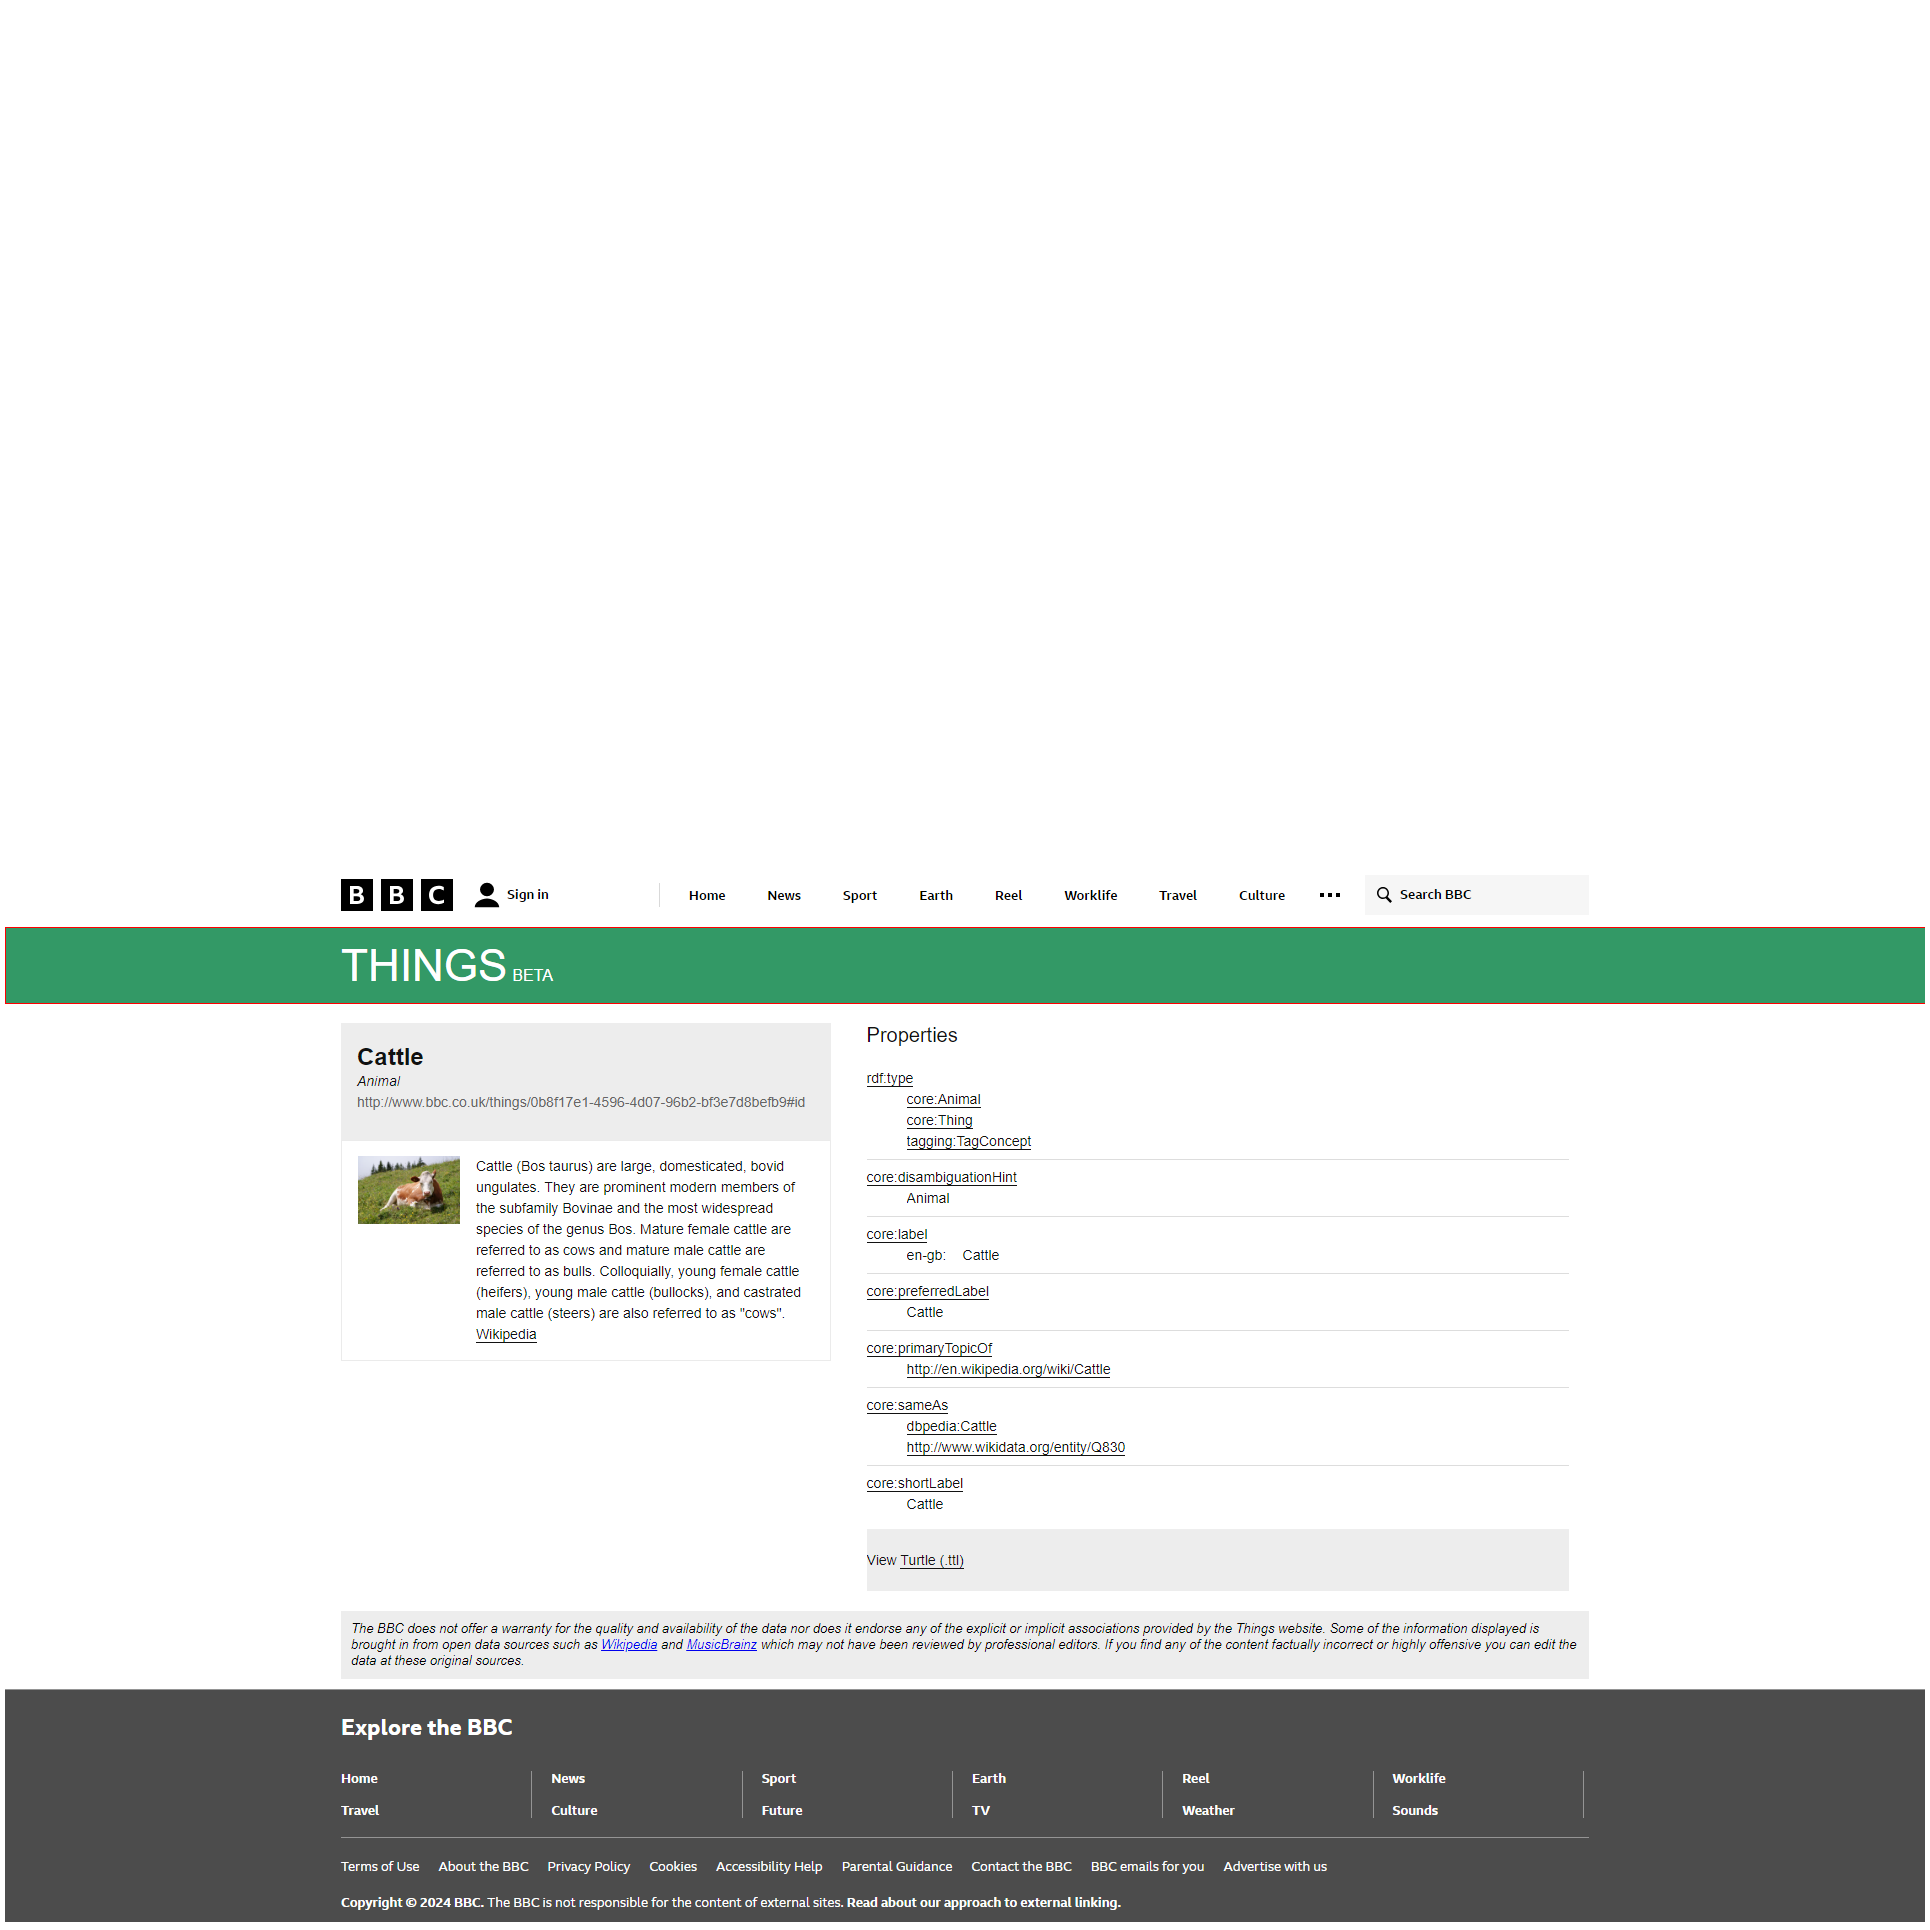 BBC Sign in Home News Sport Earth Reel Worklife Travel Culture Search BBC
THINGS BETA
Cattle
Animal
http://www.bbc.co.uk/things/0b8f17e1-4596-4d07-96b2-bf3e7d8befb9#id
Cattle (Bos taurus) are large, domesticated, bovid
ungulates. They are prominent modern members of
the subfamily Bovinae and the most widespread
species of the genus Bos. Mature female cattle are
referred to as cows and mature male cattle are
referred to as bulls. Colloquially, young female cattle
(heifers), young male cattle (bullocks), and castrated
male cattle (steers) are also referred to as "cows".
Wikipedia
Properties
rdf:type
core:Animal
core:Thing
tagging:TagConcept
core:disambiguationHint
Animal
core:label
en-gb: Cattle
core:preferredLabel
Cattle
core:primaryTopicOf
http://en.wikipedia.org/wiki/Cattle
core:sameAs
dbpedia:Cattle
http://www.wikidata.org/entity/Q830
core:shortLabel
Cattle
View Turtle (.ttl)
The BBC does not offer a warranty for the quality and availability of the data nor does it endorse any of the explicit or implicit associations provided by the Things website. Some of the information displayed is
brought in from open data sources such as Wikipedia and MusicBrainz which may not have been reviewed by professional editors. If you find any of the content factually incorrect or highly offensive you can edit the
data at these original sources.
Explore the BBC
Home News Sport Earth Reel Worklife
Travel Culture Future TV Weather Sounds
Terms of Use About the BBC Privacy Policy Cookies Accessibility Help Parental Guidance Contact the BBC BBC emails for you Advertise with us
Copyright © 2024 BBC. The BBC is not responsible for the content of external sites. Read about our approach to external linking.